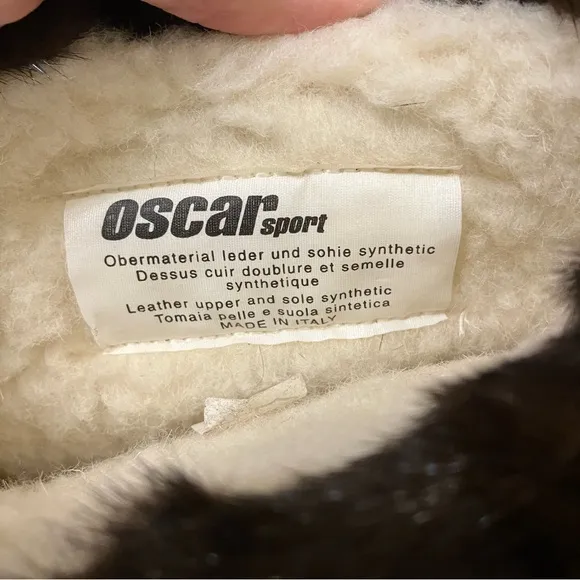 oscar sport
Obermaterial leder und sohie synthetic
Dessus cuir doublure et semelle
synthetique
Leather upper and sole synthetic
Tomaia pelle e suola sintetica
MADE IN ITALY